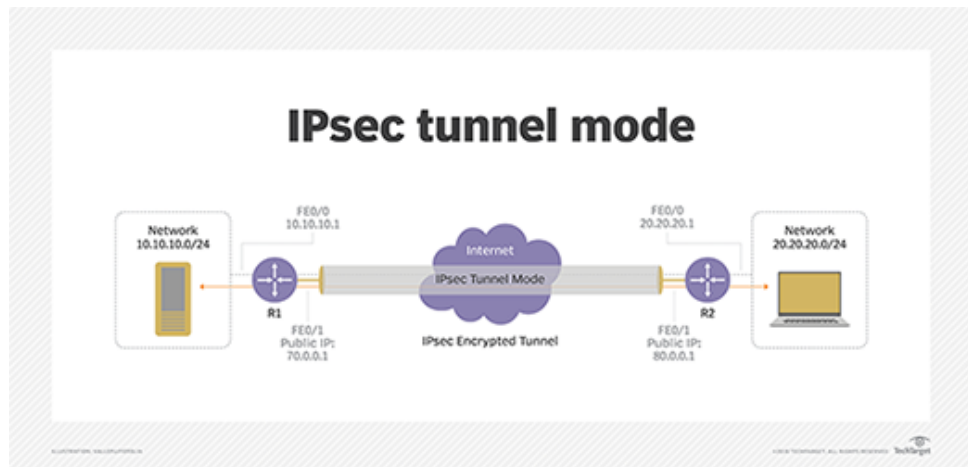 IPsec tunnel mode
FE0/0
10.10.10.1
FE0/0
20.20.20.1
Network
10.10.10.0/24
Internet
Network
20.20.20.0/24
IPsec Tunnel Mode
R1
R2
FE0/1
Public IP:
70.0.0.1
IPsec Encrypted Tunnel
FE0/1
Public IP:
80.0.0.1
TechTarget